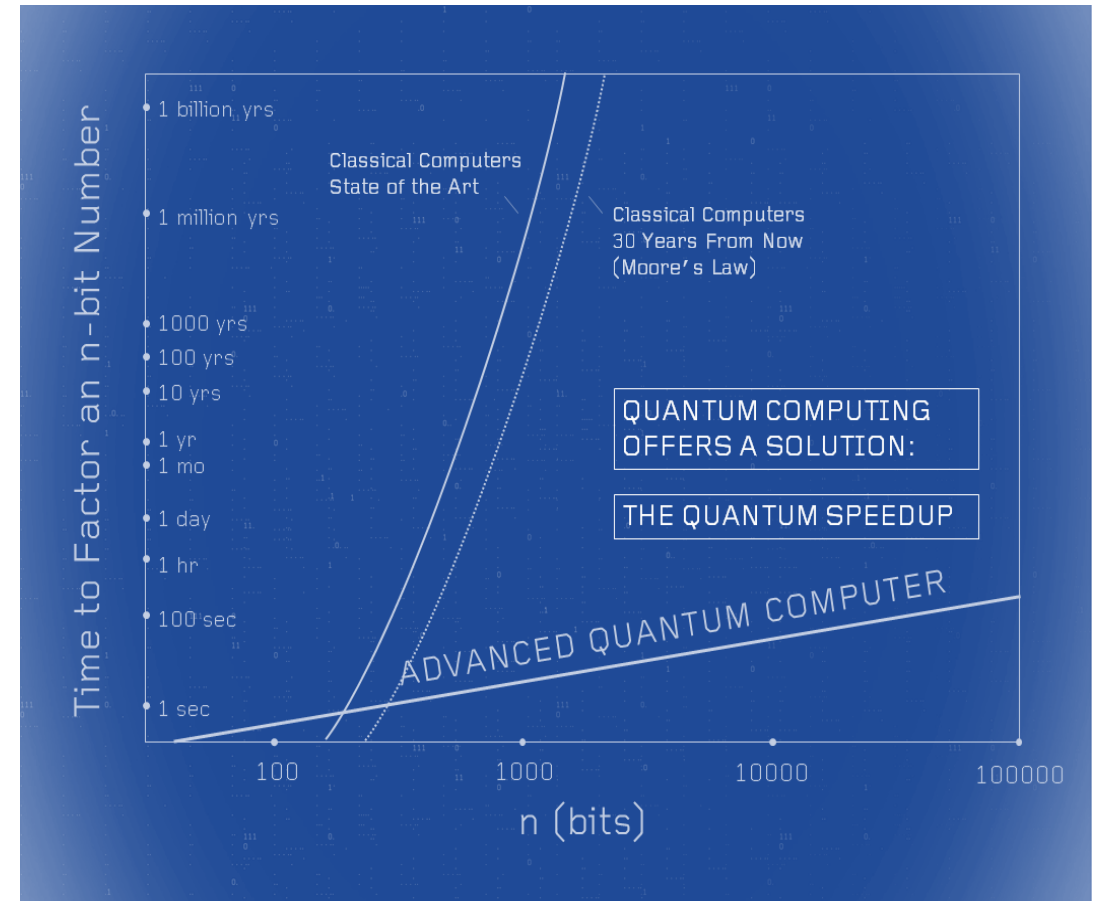 Time to Factor an n-bit Number
1 billion yrs
1 million yrs
1000 yrs
100 yrs
10 yrs
1 yr
1 mo
1 day
1 hr
100 sec
1 sec
Classical Computers
State of the Art
Classical Computers
30 Years From Now
(Moore's Law)
QUANTUM COMPUTING
OFFERS A SOLUTION:
THE QUANTUM SPEEDUP
ADVANCED QUANTUM COMPUTER
100
1000
10000
100000
n (bits)